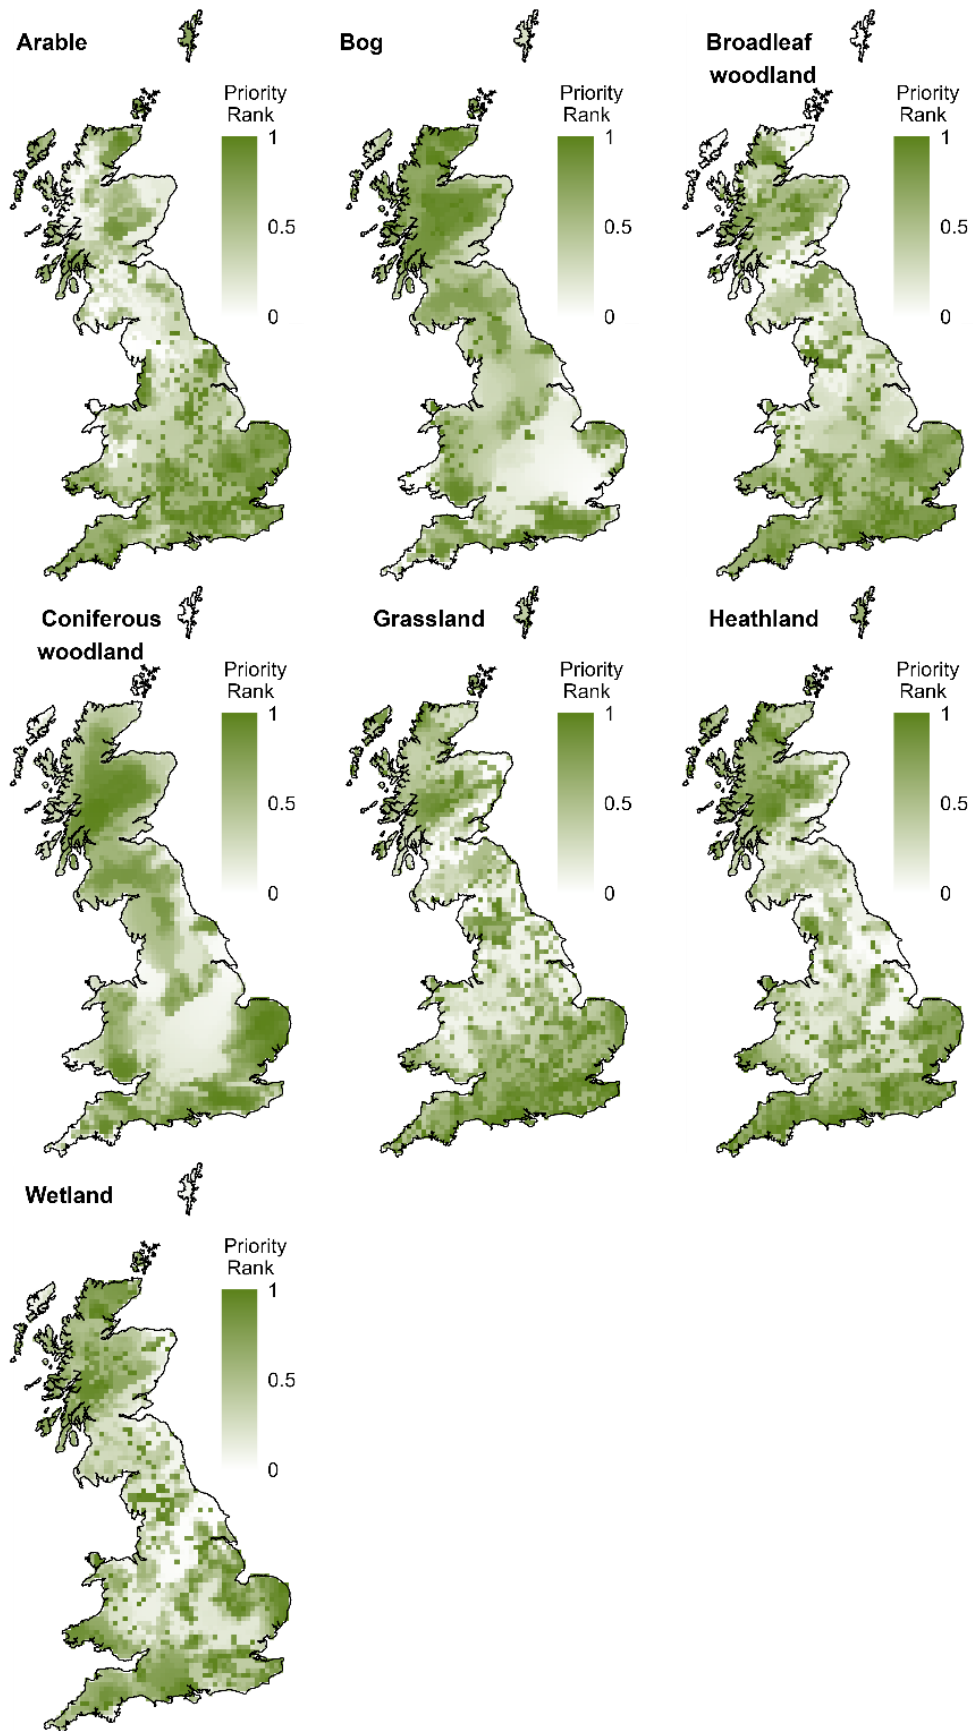 Arable
Priority
Rank
1
0.5
0
Bog
Priority
Rank
1
0.5
0
Broadleaf
woodland
Priority
Rank
1
0.5
0
Coniferous
woodland
Priority
Rank
1
0.5
0
Grassland
Priority
Rank
1
0.5
0
Heathland
Priority
Rank
1
0.5
0
Wetland
Priority
Rank
1
0.5
0